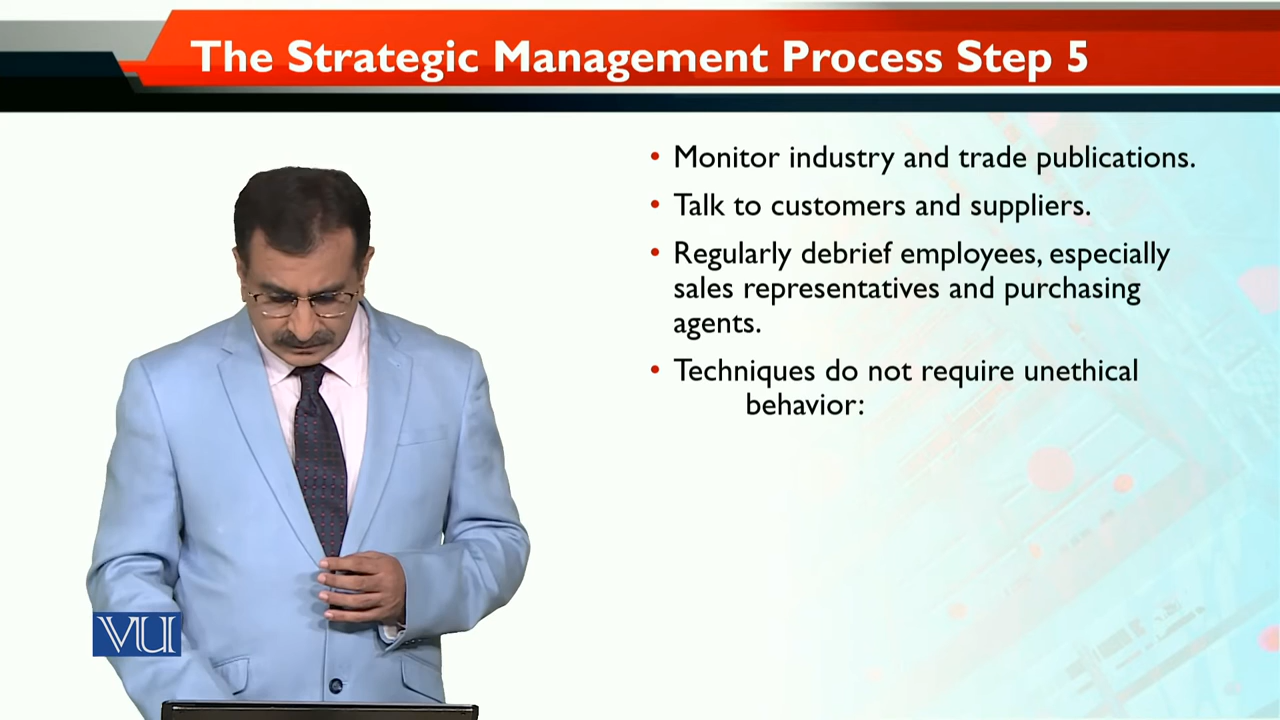 The Strategic Management Process Step 5
• Monitor industry and trade publications.
• Talk to customers and suppliers.
• Regularly debrief employees, especially
sales representatives and purchasing
agents.
• Techniques do not require unethical
behavior:
VU